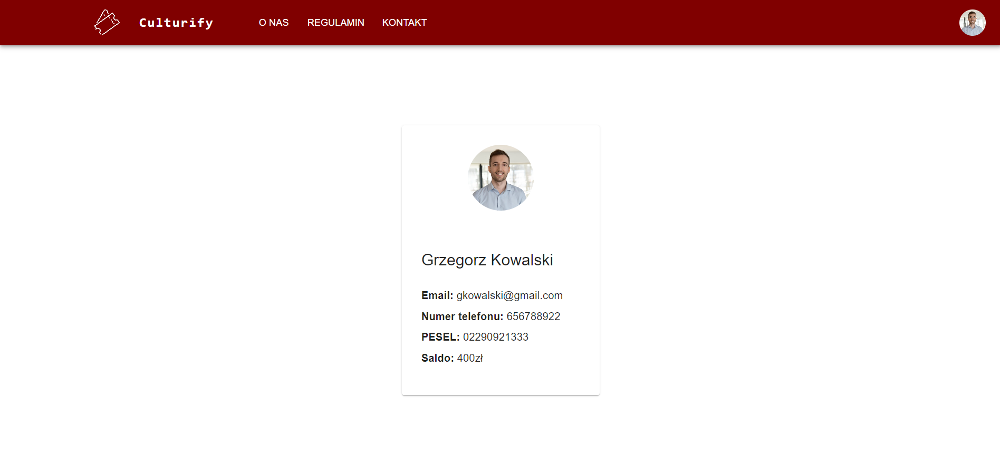 Culturify O NAS REGULAMIN KONTAKT
Grzegorz Kowalski
Email: gkowalski@gmail.com
Numer telefonu: 656788922
PESEL: 02290921333
Saldo: 400zł